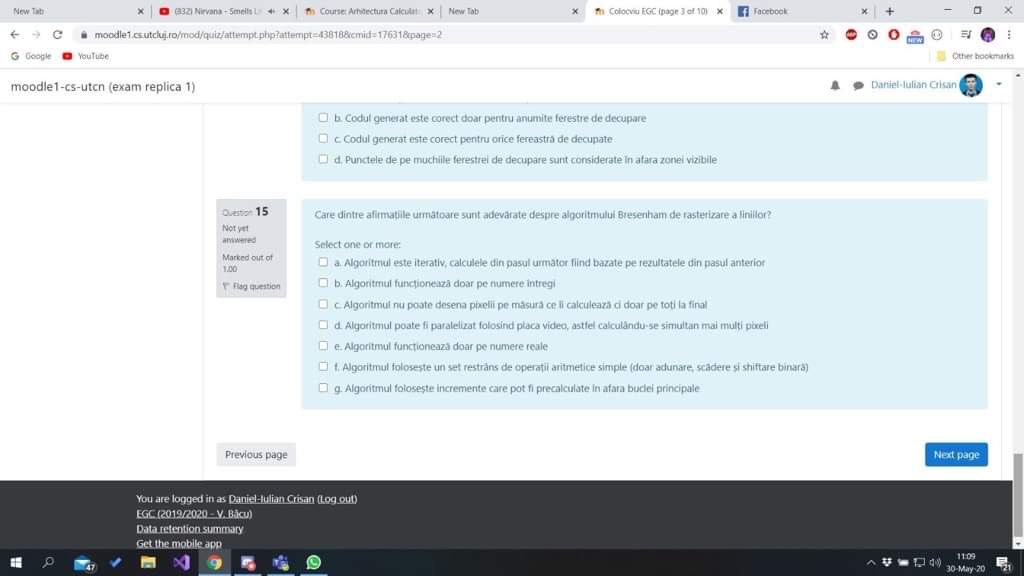 New Tab
(832) Nirvana - Smells Li
Course: Arhitectura Calculat
New Tab
Colocviu EGC (page 3 of 10)
Facebook
moodle1.cs.utcluj.ro/mod/quiz/attempt.php?attempt=43818&cmid=17631&page=2
ABP
NEW
Google
YouTube
Other bookmarks
moodle1-cs-utcn (exam replica 1)
Daniel-Iulian Crisan
b. Codul generat este corect doar pentru anumite ferestre de decupare
c. Codul generat este corect pentru orice fereastră de decupate
d. Punctele de pe muchiile ferestrei de decupare sunt considerate în afara zonei vizibile
Question 15
Not yet
answered
Marked out of
1.00
Flag question
Care dintre afirmațiile următoare sunt adevărate despre algoritmului Bresenham de rasterizare a liniilor?
Select one or more:
a. Algoritmul este iterativ, calculele din pasul următor fiind bazate pe rezultatele din pasul anterior
b. Algoritmul funcționează doar pe numere întregi
c. Algoritmul nu poate desena pixelii pe măsură ce îi calculează ci doar pe toți la final
d. Algoritmul poate fi paralelizat folosind placa video, astfel calculându-se simultan mai mulți pixeli
e. Algoritmul funcționează doar pe numere reale
f. Algoritmul folosește un set restrâns de operații aritmetice simple (doar adunare, scădere și shiftare binară)
g. Algoritmul folosește incremente care pot fi precalculate în afara buclei principale
Previous page
Next page
You are logged in as Daniel-Iulian Crisan (Log out)
EGC (2019/2020 - V. Băcu)
Data retention summary
Get the mobile app
47
11:09
30-May-20
21